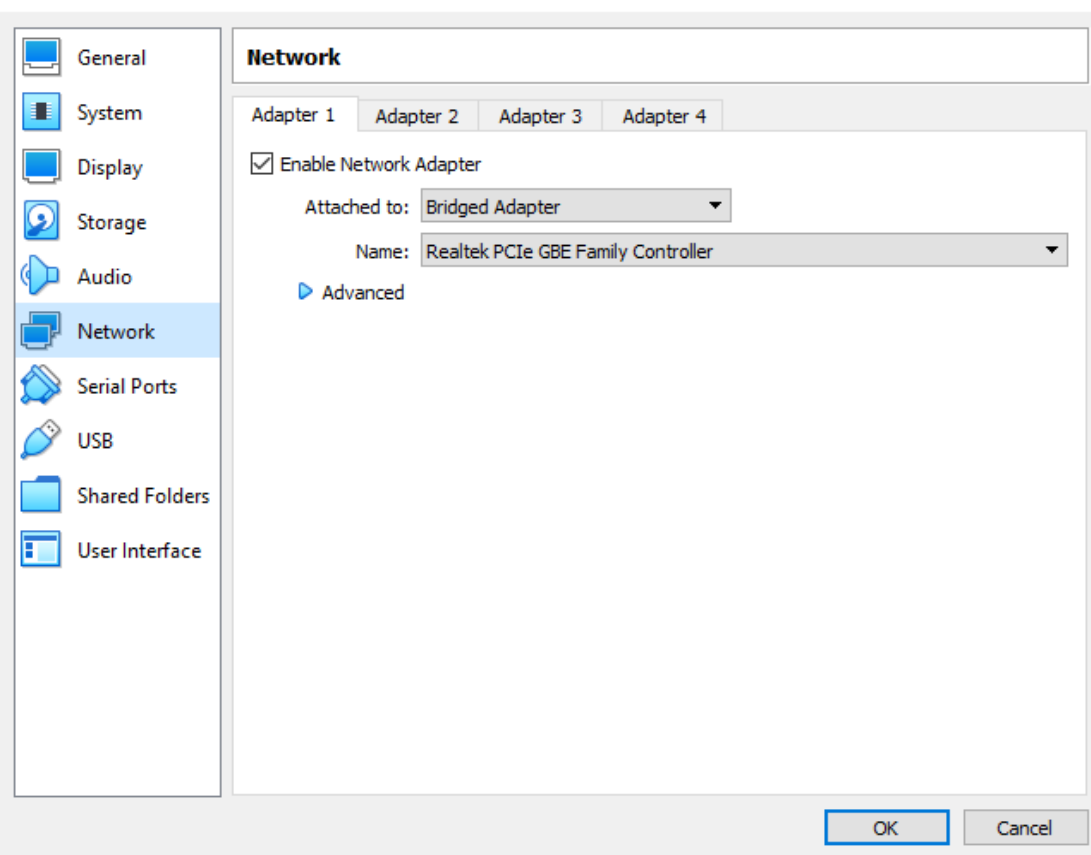 General
System
Display
Storage
Audio
Network
Serial Ports
USB
Shared Folders
User Interface
Network
Adapter 1 Adapter 2 Adapter 3 Adapter 4
Enable Network Adapter
Attached to: Bridged Adapter
Name: Realtek PCIe GBE Family Controller
Advanced
OK Cancel